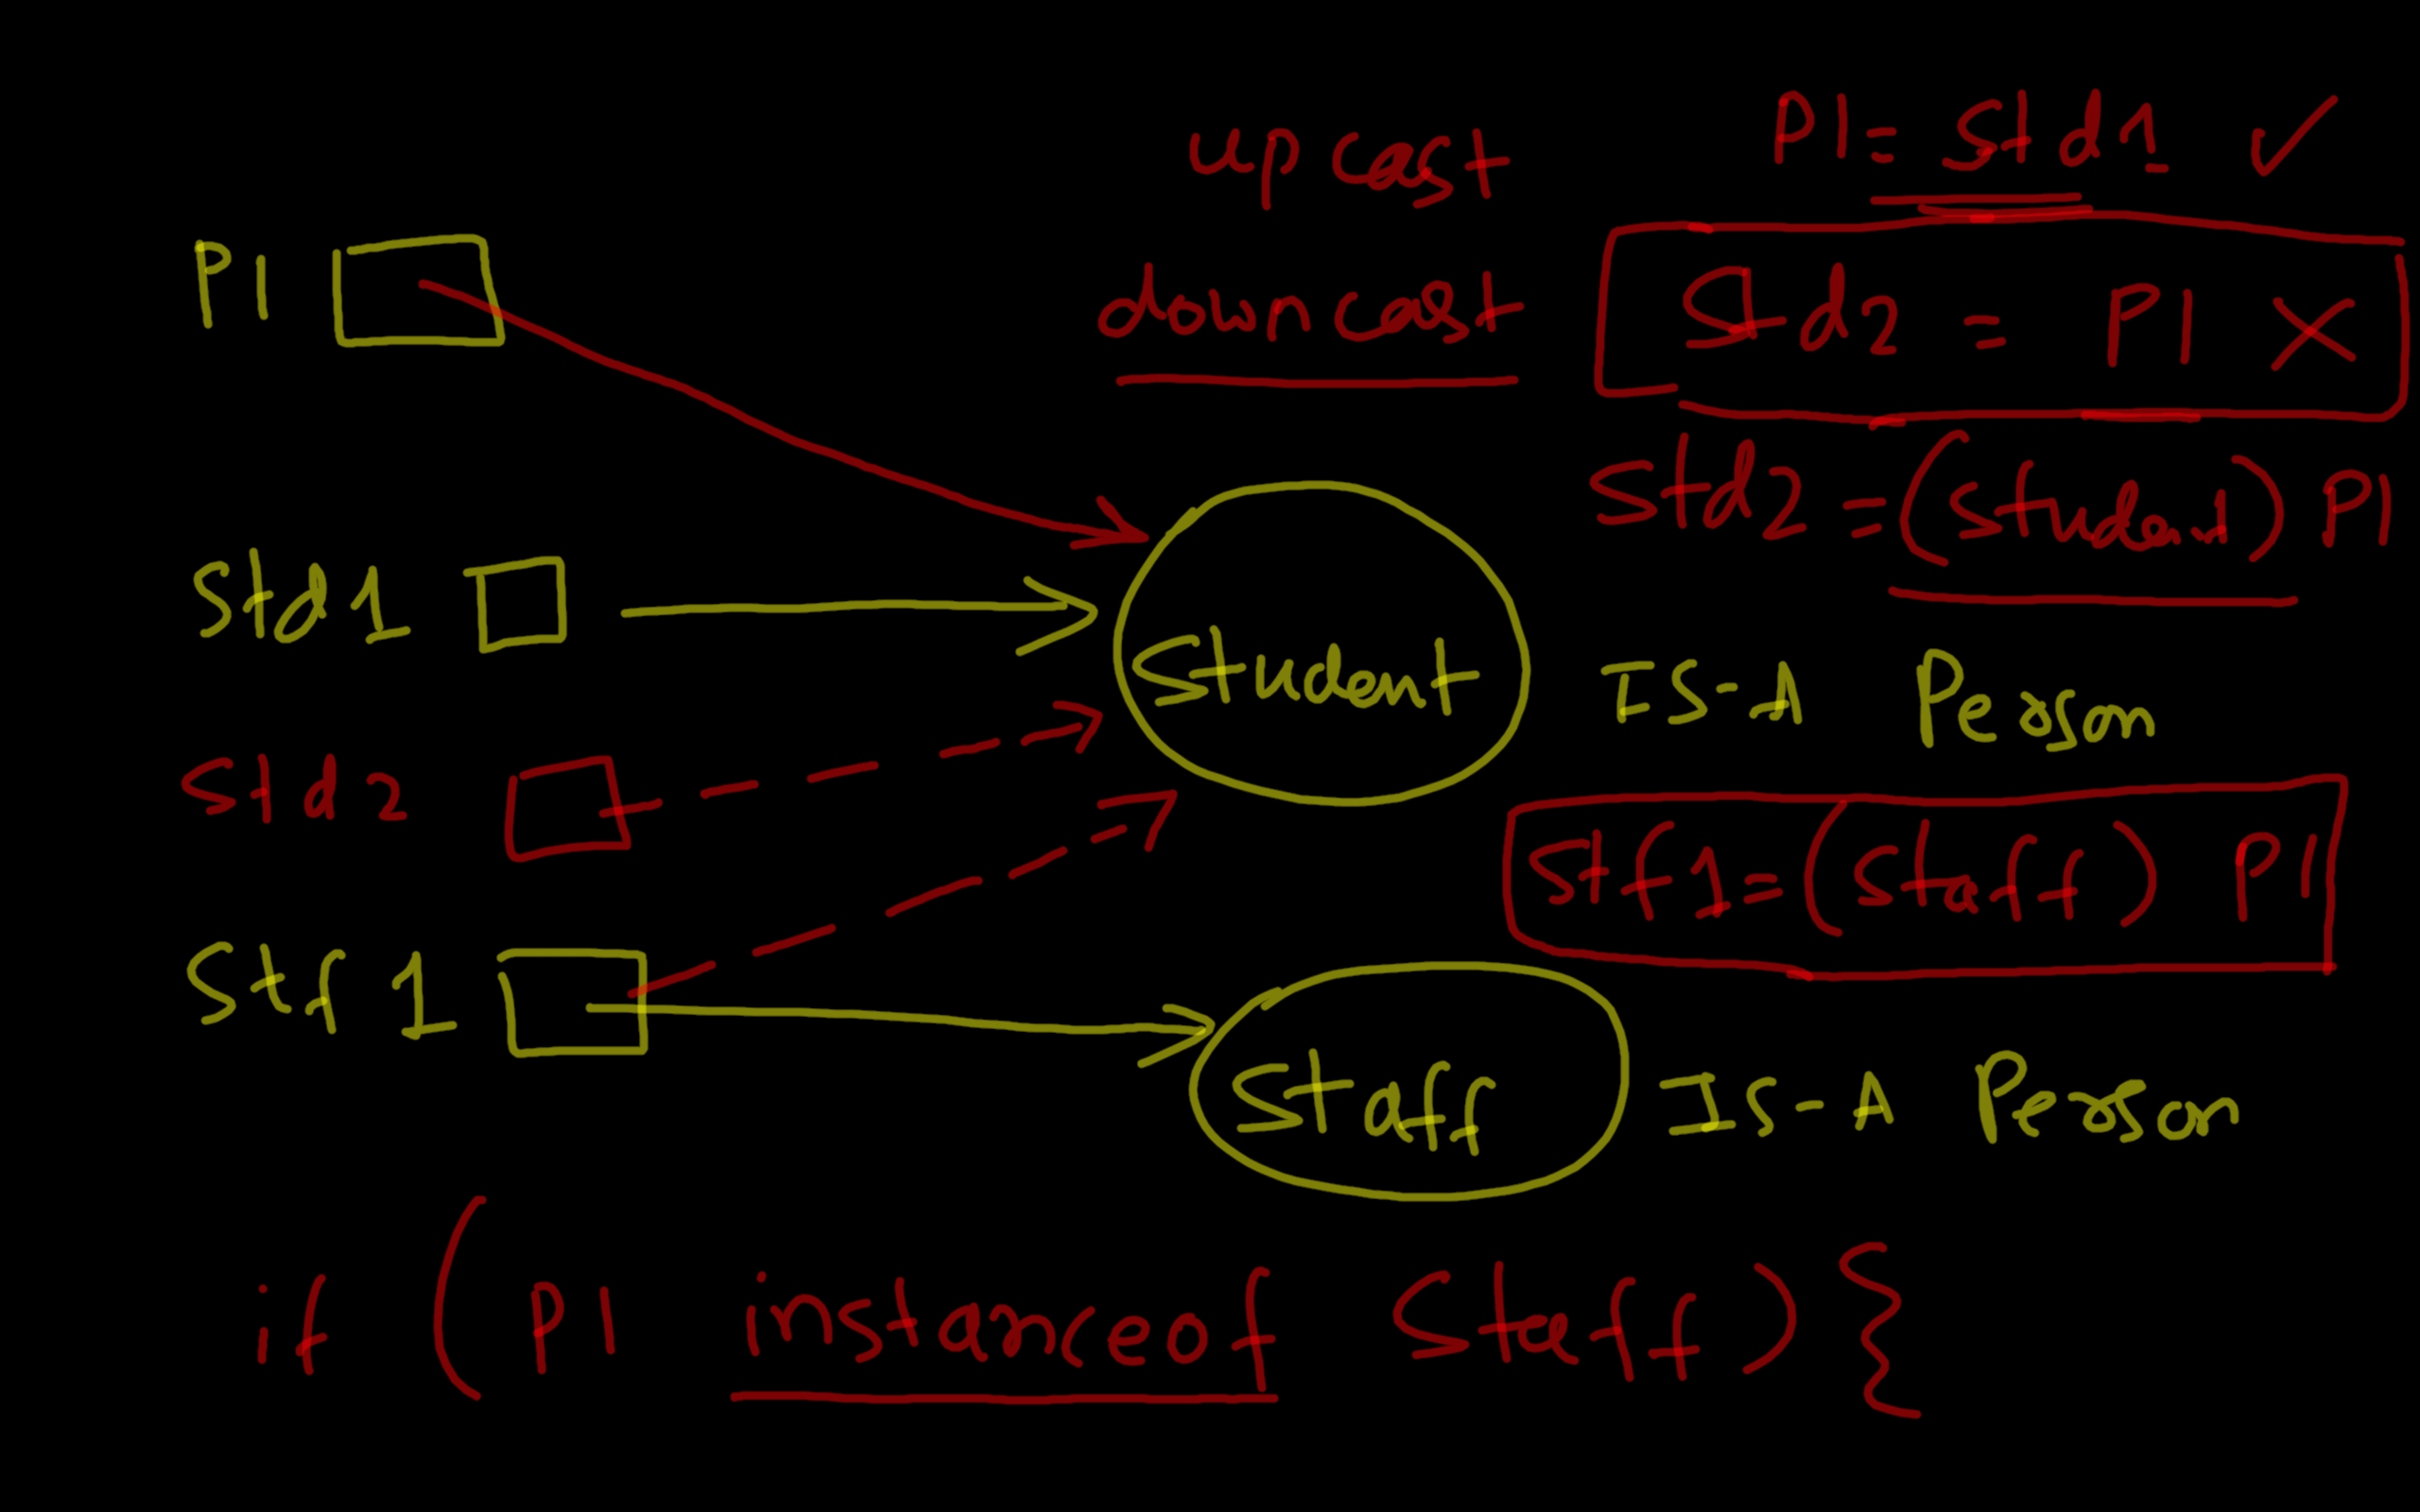 up cast P1 = Std1 ✓
down cast Std2 = P1 X
P1
Std2 = (Student) P1
Std1
Student IS-A Person
Std2
Stf1 = (Staff) P1
Stf1
Staff IS-A Person
if ( P1 instanceof Staff ) {